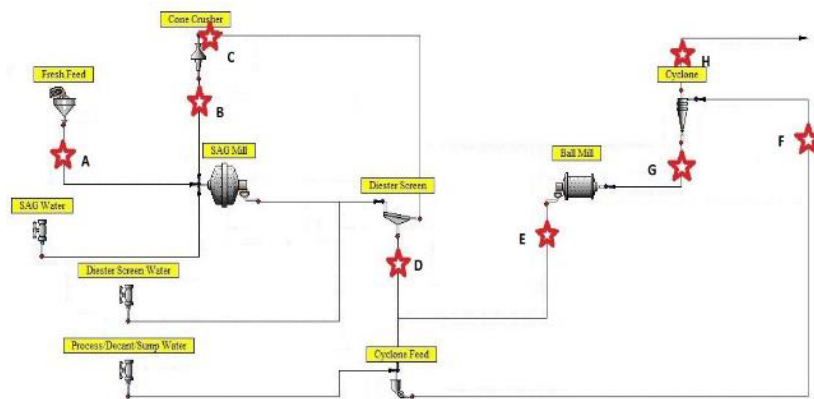 Cone Crusher
C
H
Fresh Feed
Cyclone
B
A
SAG Mill
Ball Mill
F
G
Diester Screen
SAG Water
E
D
Diester Screen Water
Process/Decant/Sump Water
Cyclone Feed